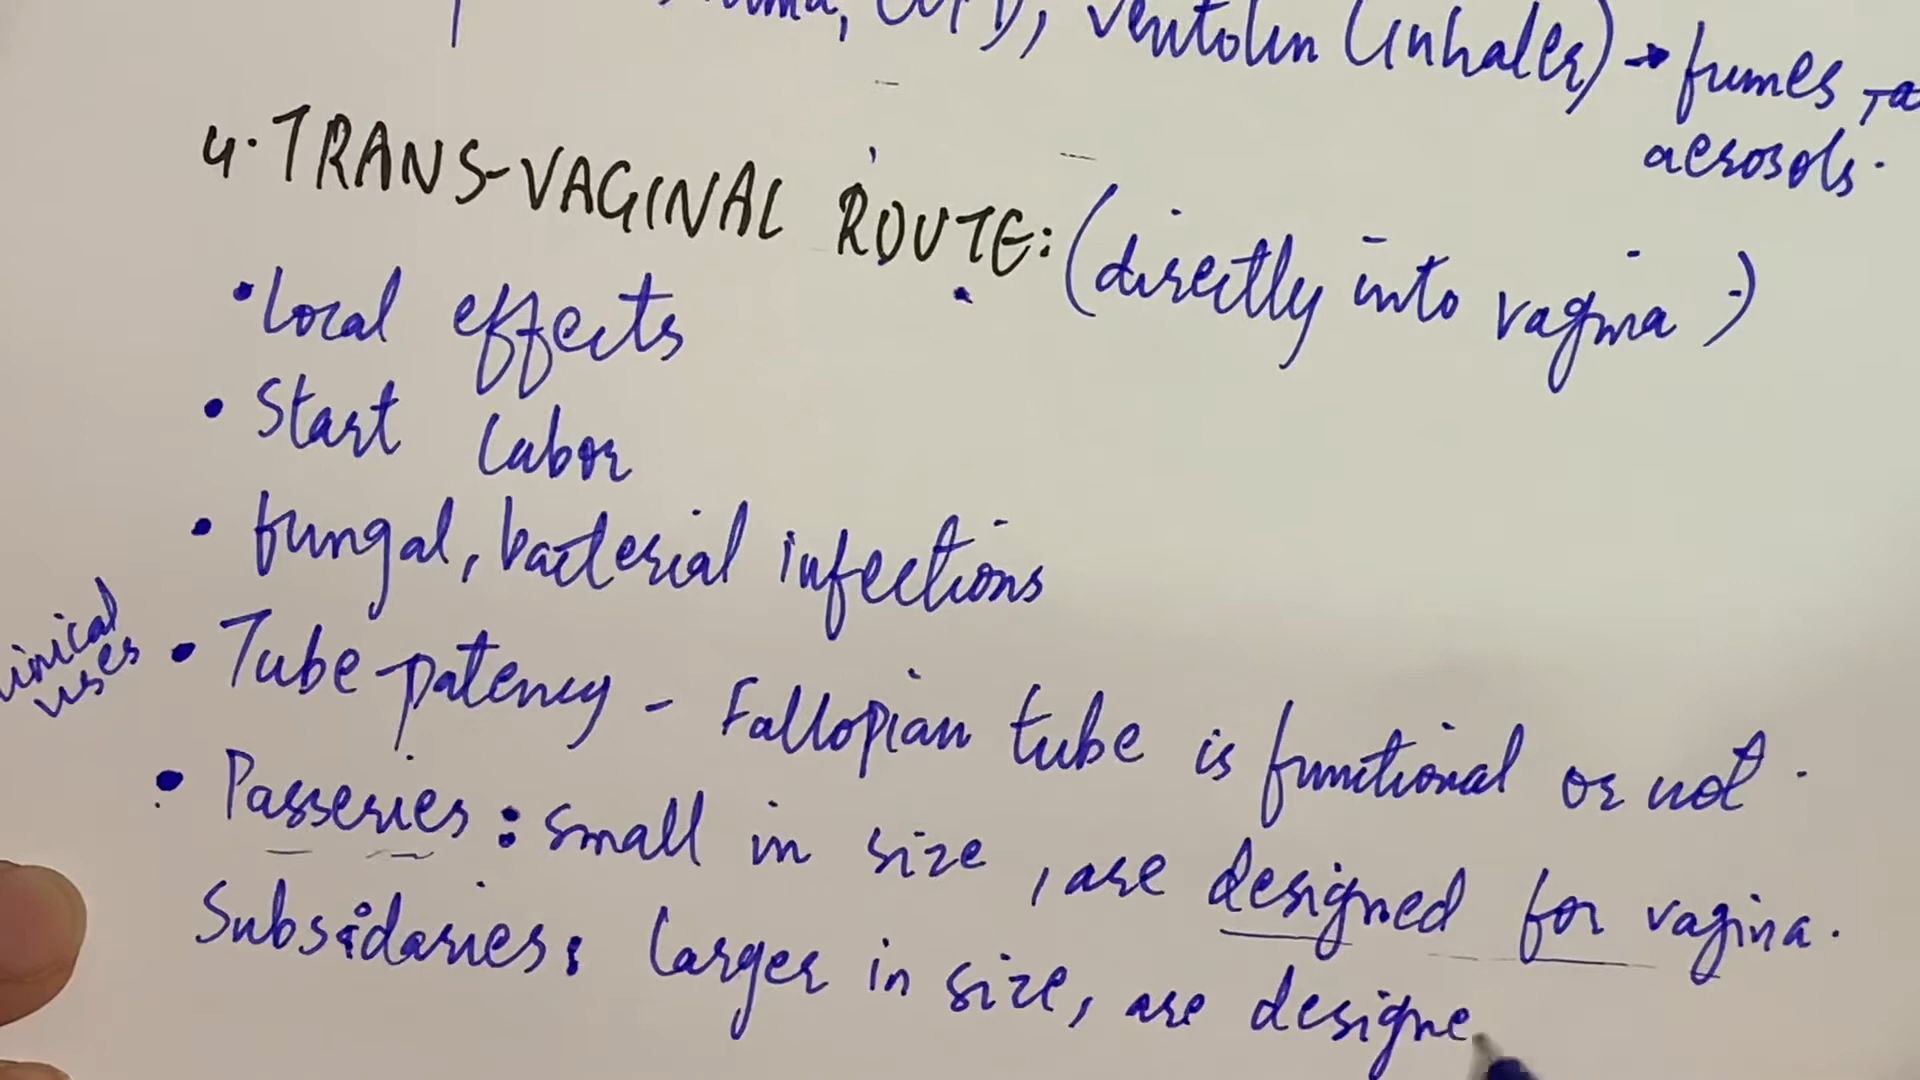 Ventolin (inhaler) → fumes
aerosols.
4. TRANS-VAGINAL ROUTE: (directly into vagina.)
• Local effects
• Start labor
• fungal, bacterial infections
uses
• Tube patency - Fallopian tube is functional or not.
• Passeries: small in size, are designed for vagina.
Subsidaries: larger in size, are designe